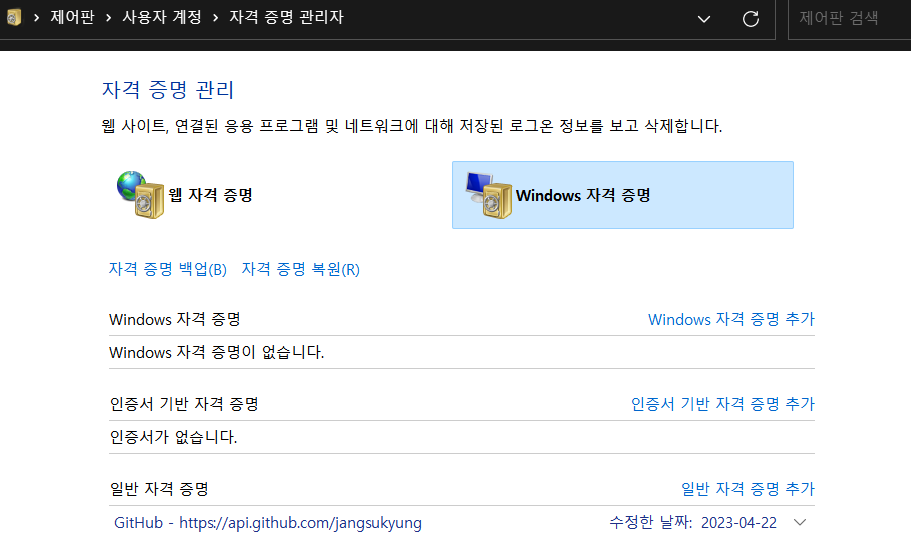 제어판 > 사용자 계정 > 자격 증명 관리자
제어판 검색
자격 증명 관리
웹 사이트, 연결된 응용 프로그램 및 네트워크에 대해 저장된 로그온 정보를 보고 삭제합니다.
웹 자격 증명
Windows 자격 증명
자격 증명 백업(B) 자격 증명 복원(R)
Windows 자격 증명 Windows 자격 증명 추가
Windows 자격 증명이 없습니다.
인증서 기반 자격 증명 인증서 기반 자격 증명 추가
인증서가 없습니다.
일반 자격 증명 일반 자격 증명 추가
GitHub - https://api.github.com/jangsukyung 수정한 날짜: 2023-04-22